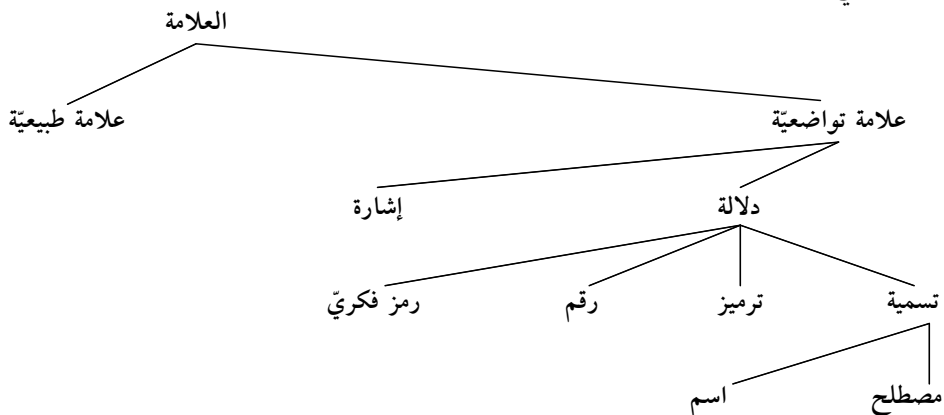 العلامة
علامة تواضعيّة علامة طبيعيّة
دلالة إشارة
تسمية ترميز رقم رمز فكريّ
مصطلح اسم